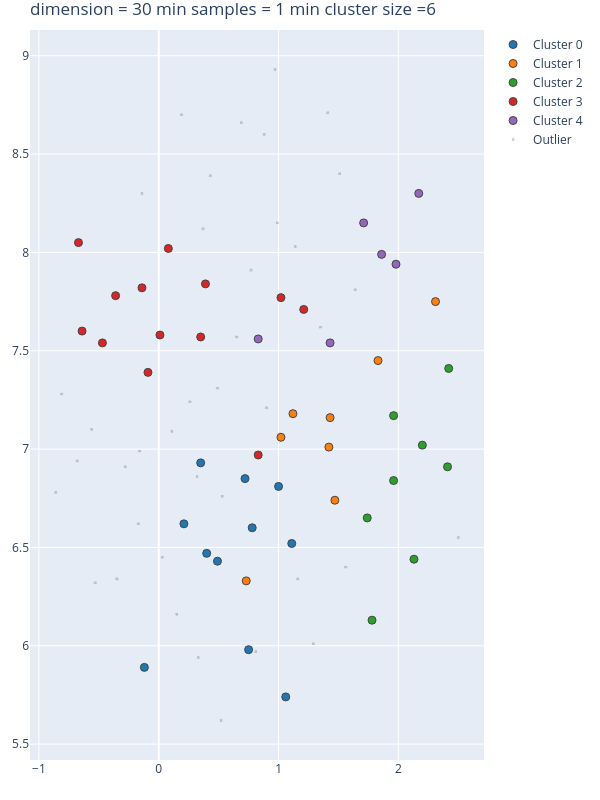 dimension = 30 min samples = 1 min cluster size =6
9
8.5
8
7.5
7
6.5
6
5.5
−1
0
1
2
Cluster 0
Cluster 1
Cluster 2
Cluster 3
Cluster 4
Outlier